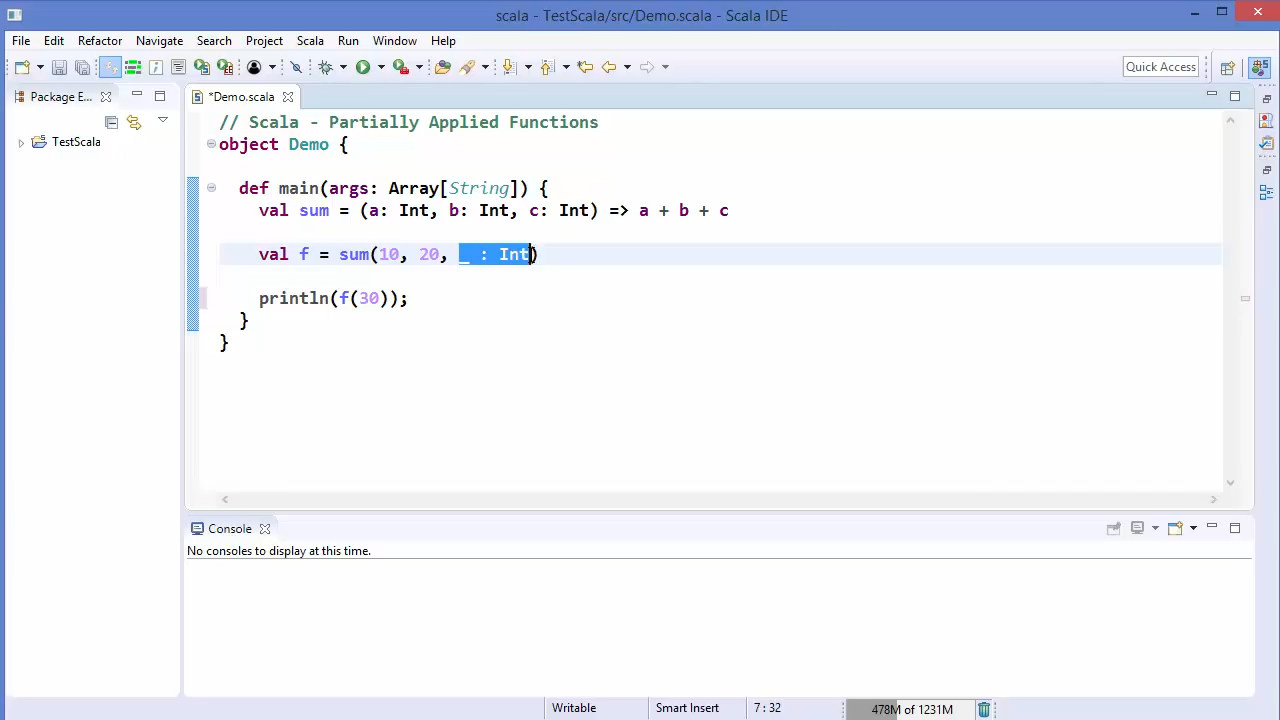 scala - TestScala/src/Demo.scala - Scala IDE
File Edit Refactor Navigate Search Project Scala Run Window Help
Quick Access
Package E...
*Demo.scala
TestScala
// Scala - Partially Applied Functions
object Demo {
def main(args: Array[String]) {
val sum = (a: Int, b: Int, c: Int) => a + b + c
val f = sum(10, 20, _ : Int)
println(f(30));
}
}
Console
No consoles to display at this time.
Writable Smart Insert 7 : 32 478M of 1231M